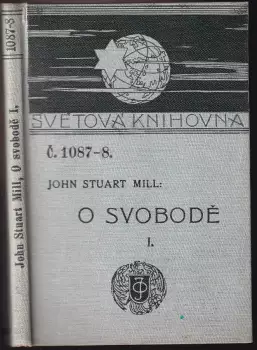 1087-8.
John Stuart Mill, O svobodě I.
SVĚTOVÁ KNIHOVNA
Č. 1087-8.
JOHN STUART MILL:
O SVOBODĚ
I.